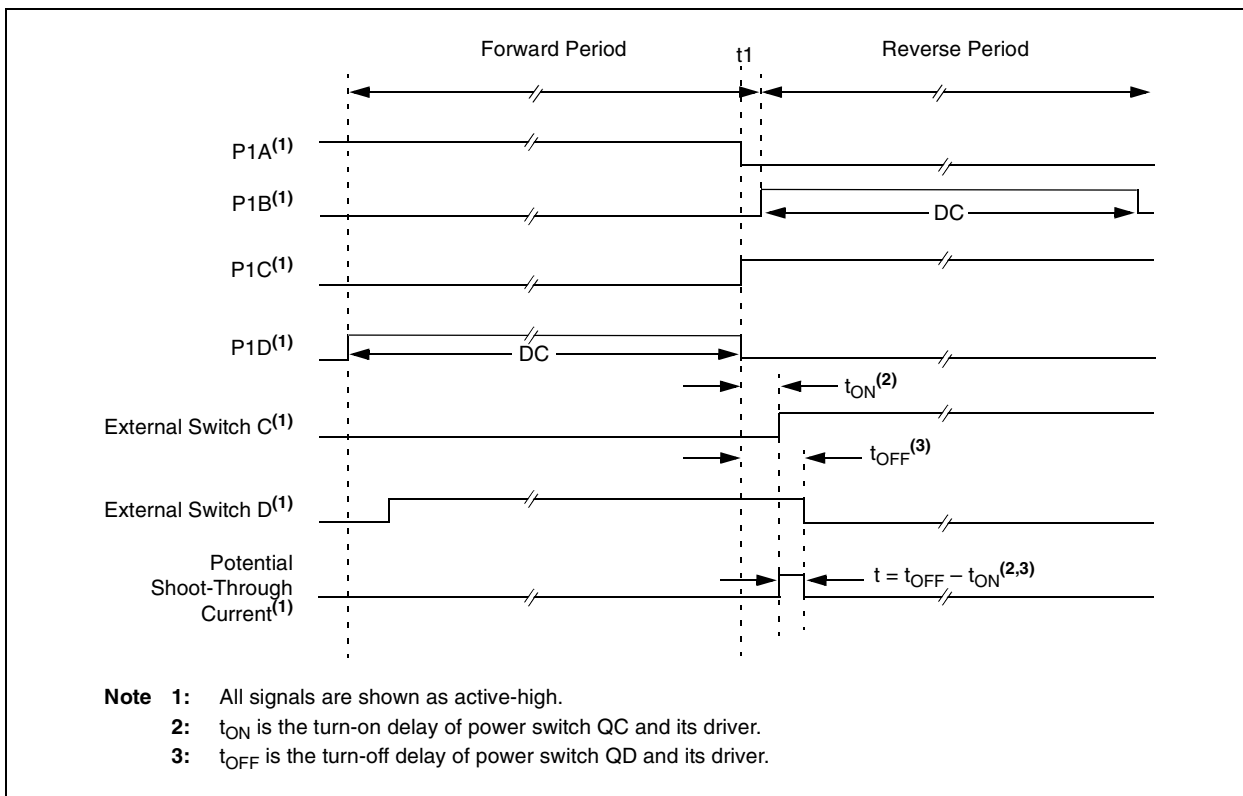 Forward Period
t1
Reverse Period
P1A(1)
P1B(1)
DC
P1C(1)
P1D(1)
DC
tON(2)
External Switch C(1)
tOFF(3)
External Switch D(1)
Potential
Shoot-Through
Current(1)
t = tOFF – tON(2,3)
Note 1: All signals are shown as active-high.
2: tON is the turn-on delay of power switch QC and its driver.
3: tOFF is the turn-off delay of power switch QD and its driver.